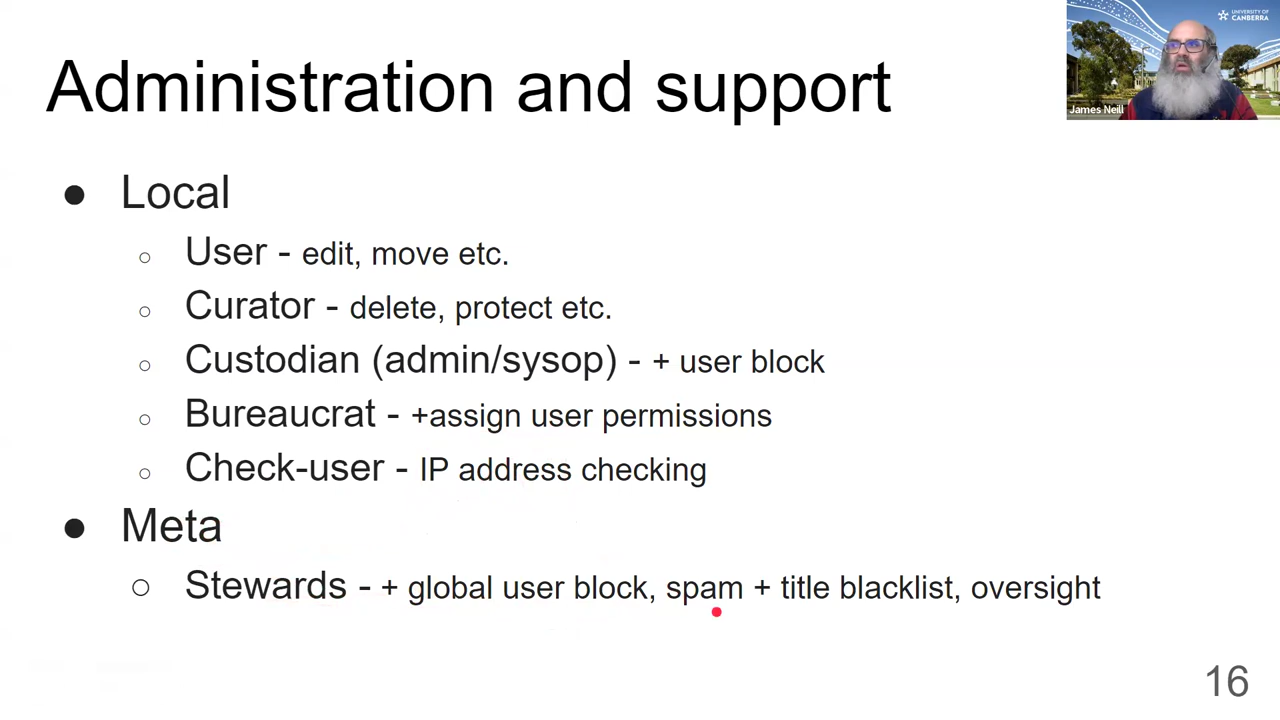 Administration and support
UNIVERSITY OF
CANBERRA
James Neill
● Local
○ User - edit, move etc.
○ Curator - delete, protect etc.
○ Custodian (admin/sysop) - + user block
○ Bureaucrat - +assign user permissions
○ Check-user - IP address checking
● Meta
○ Stewards - + global user block, spam + title blacklist, oversight
16